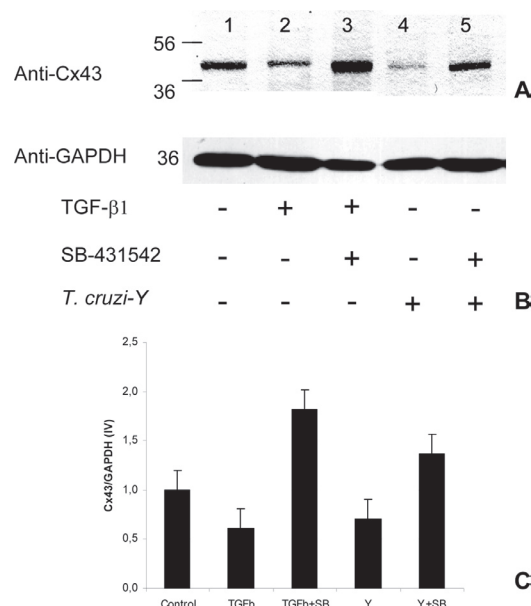 1 2 3 4 5
56
Anti-Cx43
36
A
Anti-GAPDH 36
TGF-β1 - + + - -
SB-431542 - - + - +
T. cruzi-Y - - - + +
B
2,5
2,0
1,5
1,0
0,5
0,0
Cx43/GAPDH (IV)
Control TGFb TGFb+SB Y Y+SB
C